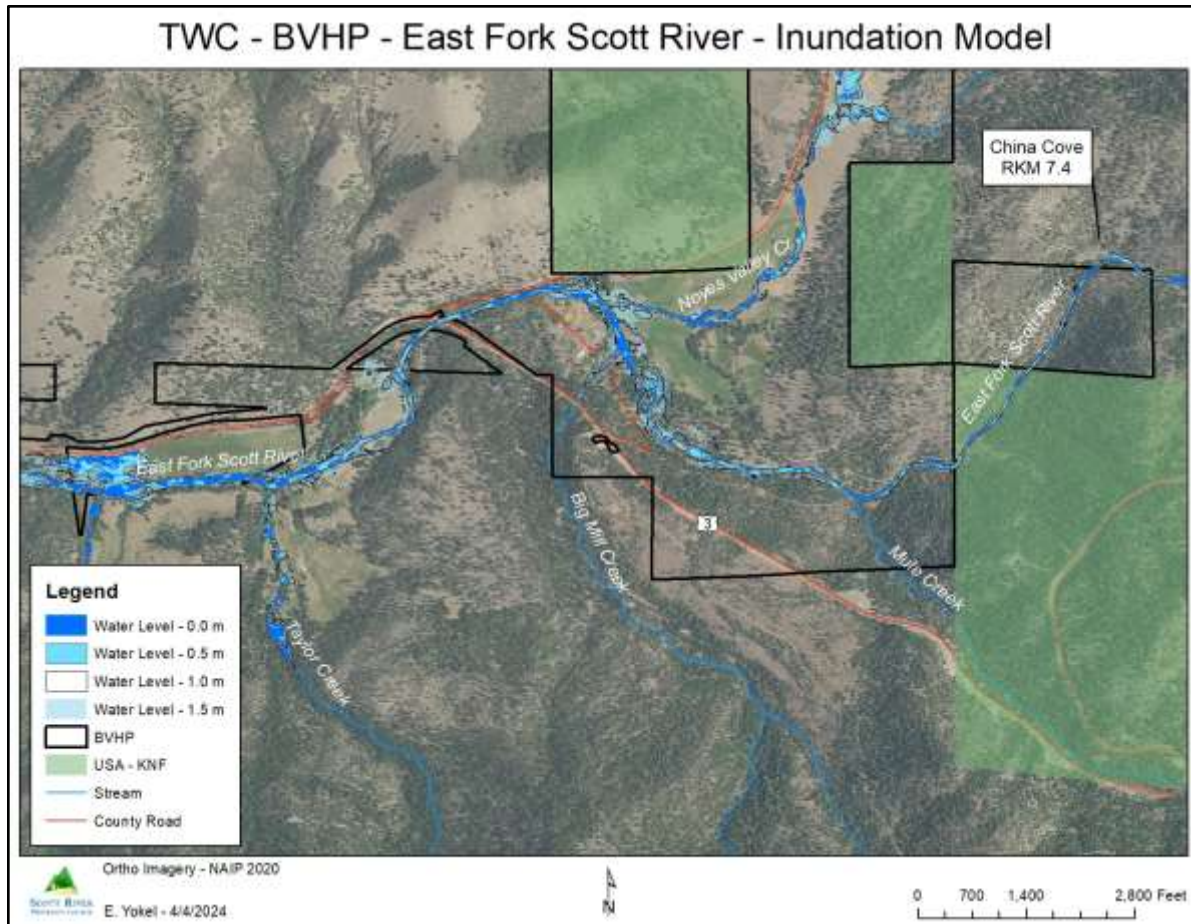 TWC - BVHP - East Fork Scott River - Inundation Model
China Cove
RKM 7.4
Noyes Valley Cr.
East Fork Scott River
East Fork Scott River
3
Big Mill Creek
Mule Creek
Taylor Creek
Legend
Water Level - 0.0 m
Water Level - 0.5 m
Water Level - 1.0 m
Water Level - 1.5 m
BVHP
USA - KNF
Stream
County Road
Ortho Imagery - NAIP 2020
SCOTT RIVER
E. Yokel - 4/4/2024
N
0 700 1,400 2,800 Feet